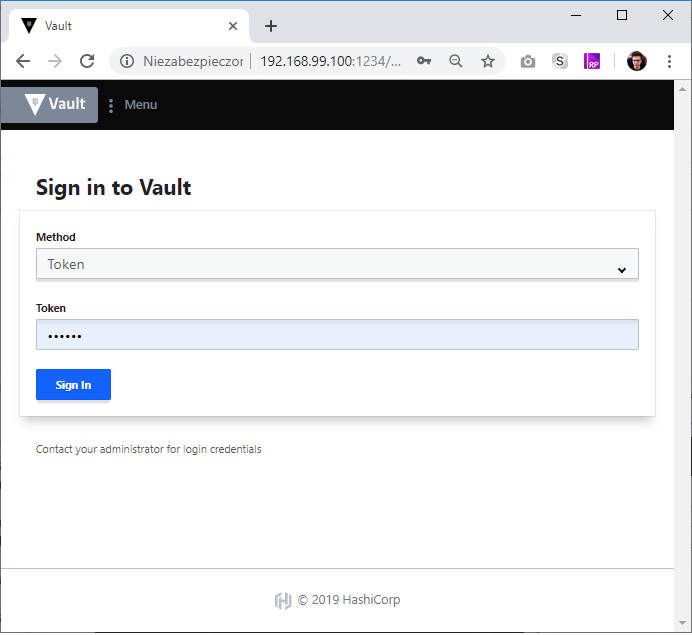 Vault
Niezabezpieczor
192.168.99.100:1234/...
S
RP
Vault
Menu
Sign in to Vault
Method
Token
Token
••••••
Sign In
Contact your administrator for login credentials
© 2019 HashiCorp